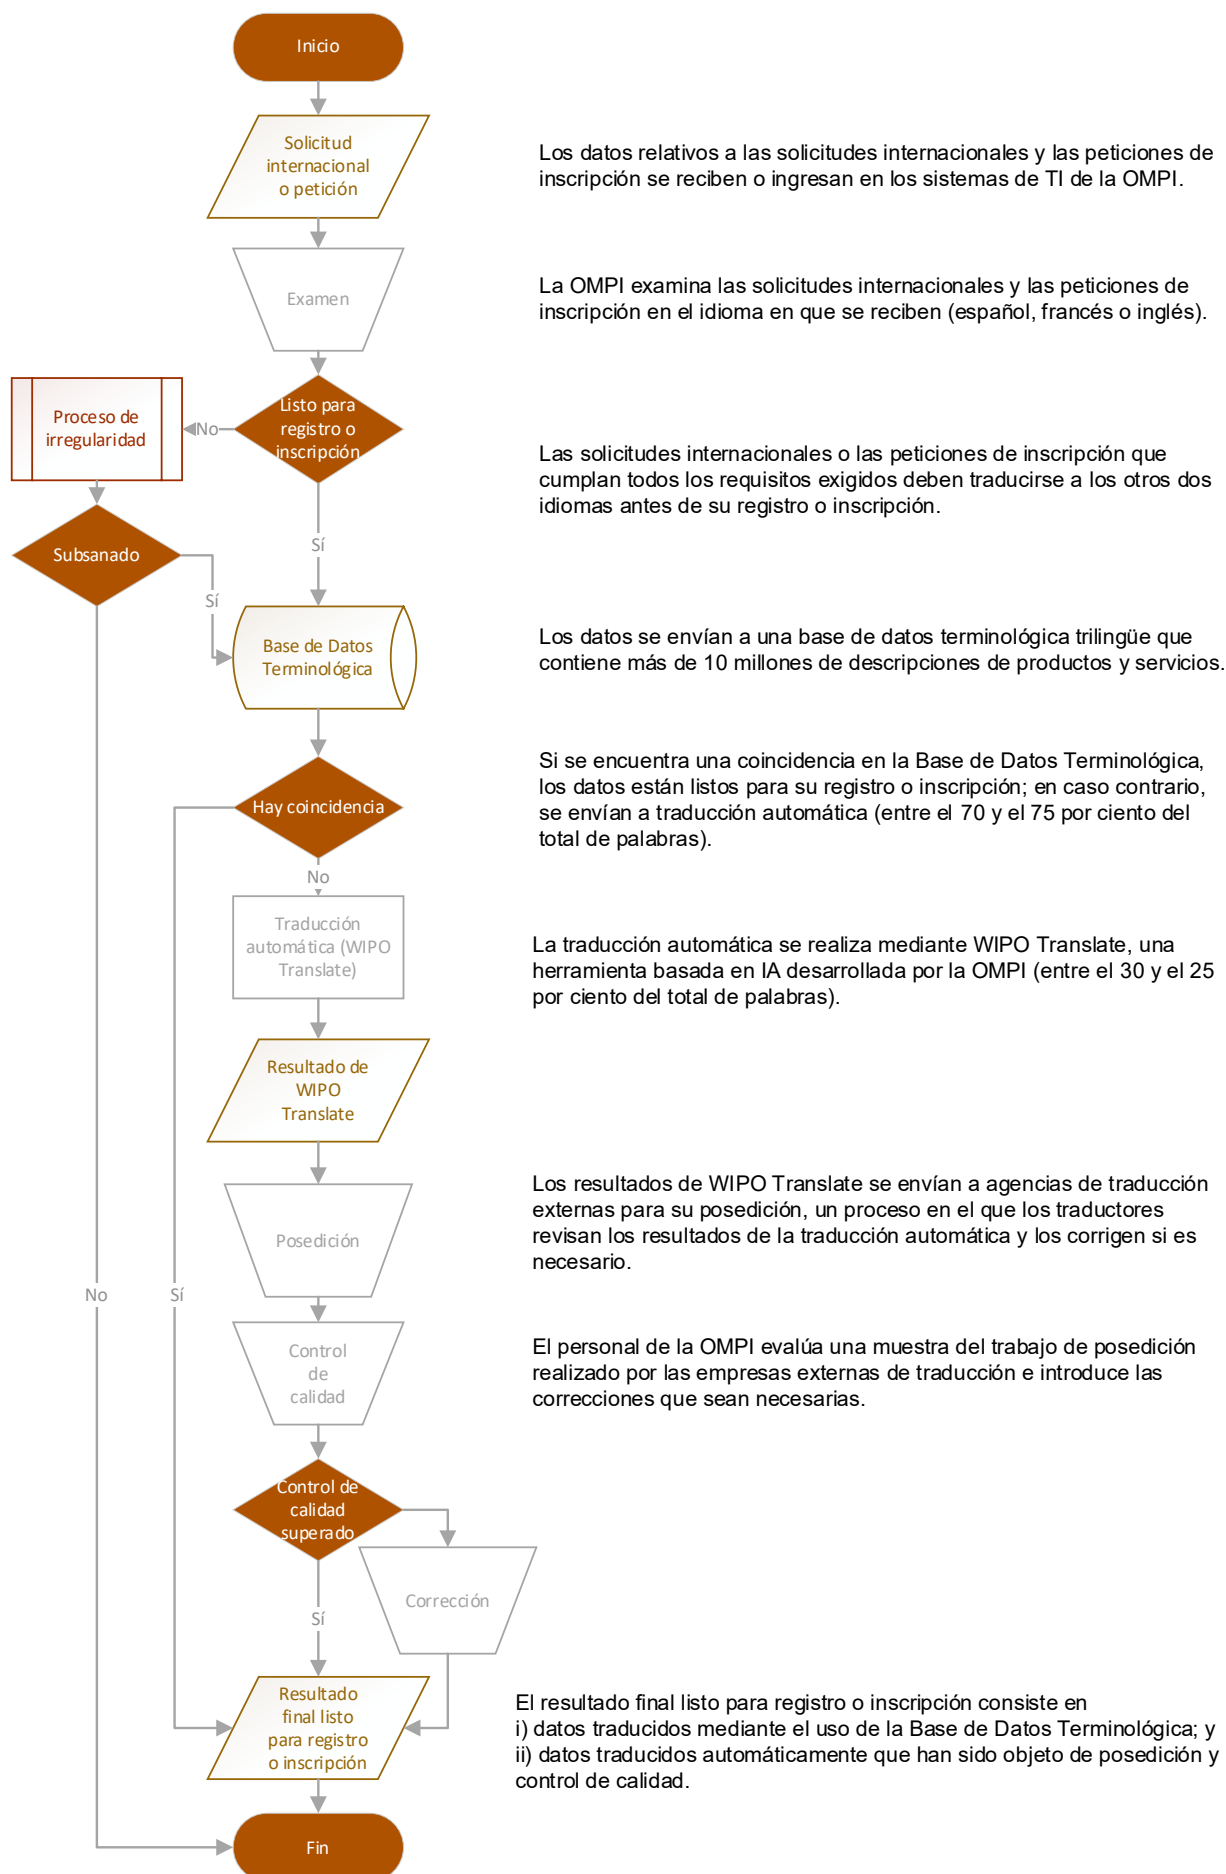 Inicio
Solicitud
internacional
o petición
Los datos relativos a las solicitudes internacionales y las peticiones de
inscripción se reciben o ingresan en los sistemas de TI de la OMPI.
Examen
La OMPI examina las solicitudes internacionales y las peticiones de
inscripción en el idioma en que se reciben (español, francés o inglés).
Listo para
registro o
inscripción
No
Proceso de
irregularidad
Las solicitudes internacionales o las peticiones de inscripción que
cumplan todos los requisitos exigidos deben traducirse a los otros dos
idiomas antes de su registro o inscripción.
Sí
Subsanado
Sí
Base de Datos
Terminológica
Los datos se envían a una base de datos terminológica trilingüe que
contiene más de 10 millones de descripciones de productos y servicios.
Hay coincidencia
Si se encuentra una coincidencia en la Base de Datos Terminológica,
los datos están listos para su registro o inscripción; en caso contrario,
se envían a traducción automática (entre el 70 y el 75 por ciento del
total de palabras).
No
Traducción
automática (WIPO
Translate)
La traducción automática se realiza mediante WIPO Translate, una
herramienta basada en IA desarrollada por la OMPI (entre el 30 y el 25
por ciento del total de palabras).
Resultado de
WIPO
Translate
Posedición
Los resultados de WIPO Translate se envían a agencias de traducción
externas para su posedición, un proceso en el que los traductores
revisan los resultados de la traducción automática y los corrigen si es
necesario.
No
Sí
Control
de
calidad
El personal de la OMPI evalúa una muestra del trabajo de posedición
realizado por las empresas externas de traducción e introduce las
correcciones que sean necesarias.
Control de
calidad
superado
Corrección
Sí
Resultado
final listo
para registro
o inscripción
El resultado final listo para registro o inscripción consiste en
i) datos traducidos mediante el uso de la Base de Datos Terminológica; y
ii) datos traducidos automáticamente que han sido objeto de posedición y
control de calidad.
Fin